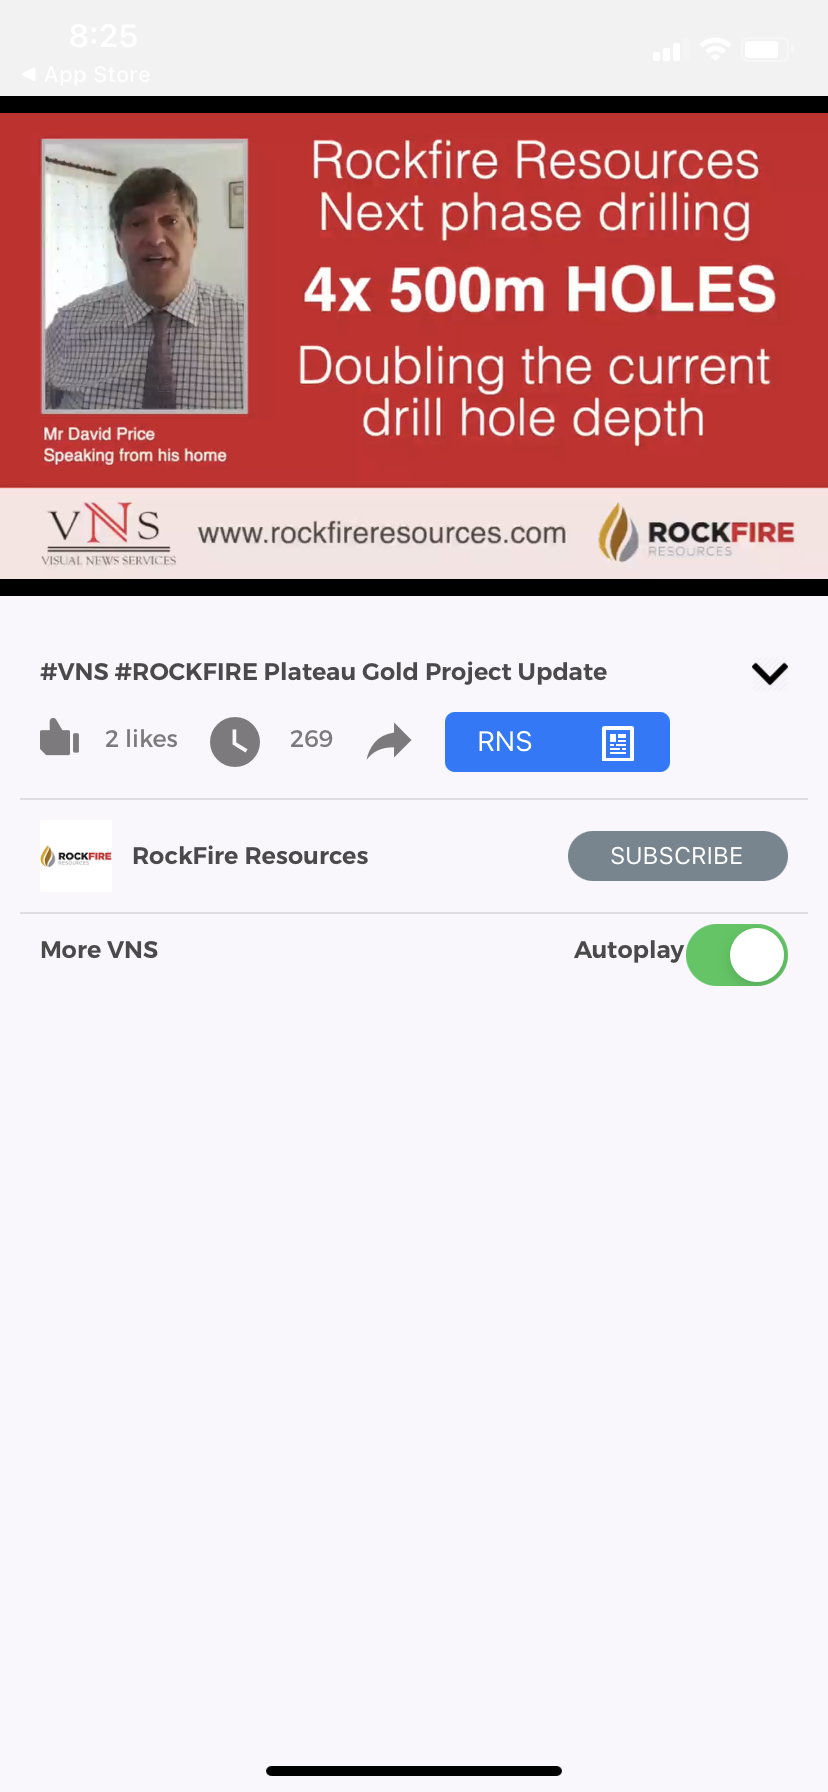 8:25
◀ App Store
Rockfire Resources
Next phase drilling
4x 500m HOLES
Doubling the current
drill hole depth
Mr David Price
Speaking from his home
VNS
VISUAL NEWS SERVICES
www.rockfireresources.com
ROCKFIRE
RESOURCES
#VNS #ROCKFIRE Plateau Gold Project Update
2 likes
269
RNS
ROCKFIRE
RESOURCES
RockFire Resources
SUBSCRIBE
More VNS
Autoplay